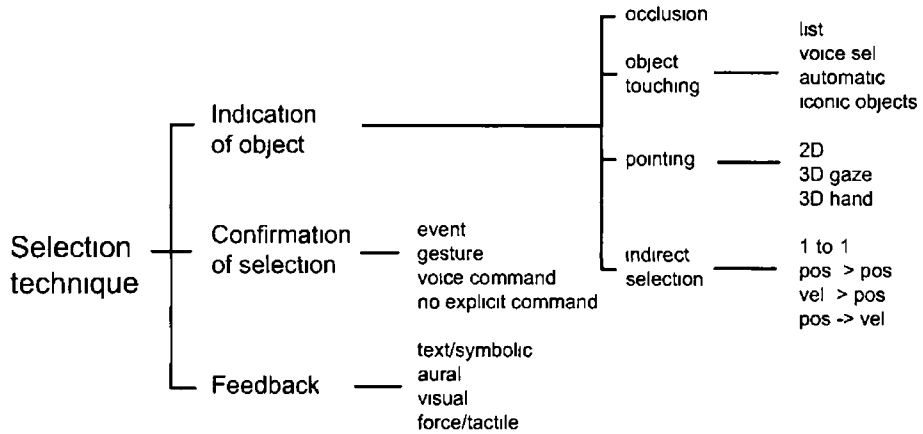 Selection
technique
Indication
of object
occlusion
object
touching
list
voice sel
automatic
iconic objects
pointing
2D
3D gaze
3D hand
indirect
selection
1 to 1
pos > pos
vel > pos
pos -> vel
Confirmation
of selection
event
gesture
voice command
no explicit command
Feedback
text/symbolic
aural
visual
force/tactile